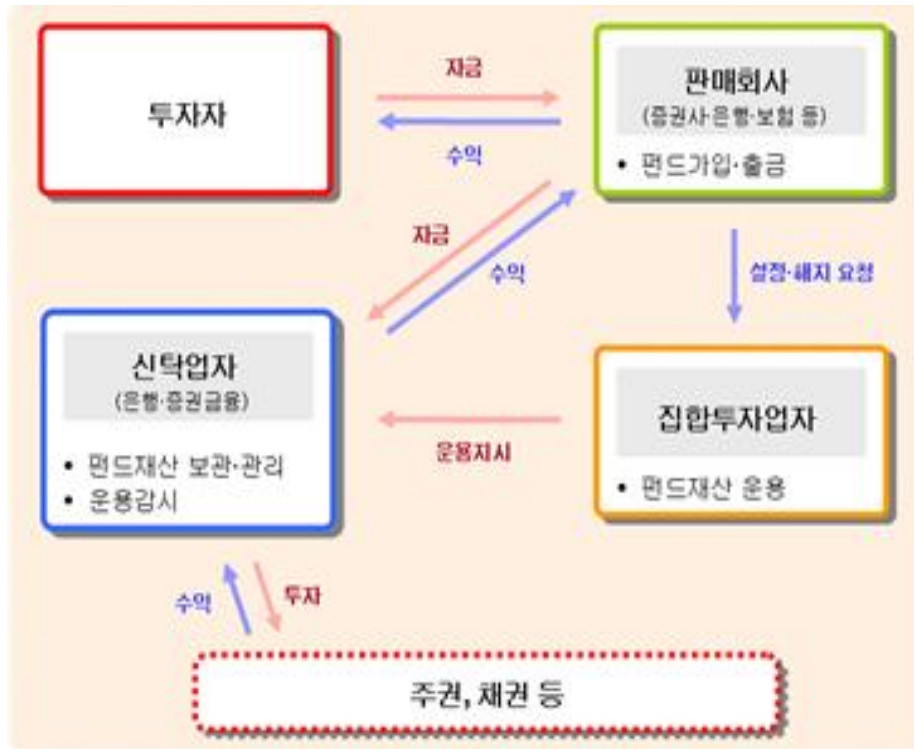 투자자
자금
수익
판매회사
(증권사·은행·보험 등)
• 펀드가입·출금
자금
수익
설정·해지 요청
신탁업자
(은행·증권금융)
• 펀드재산 보관·관리
• 운용감시
운용지시
집합투자업자
• 펀드재산 운용
수익
투자
주권, 채권 등